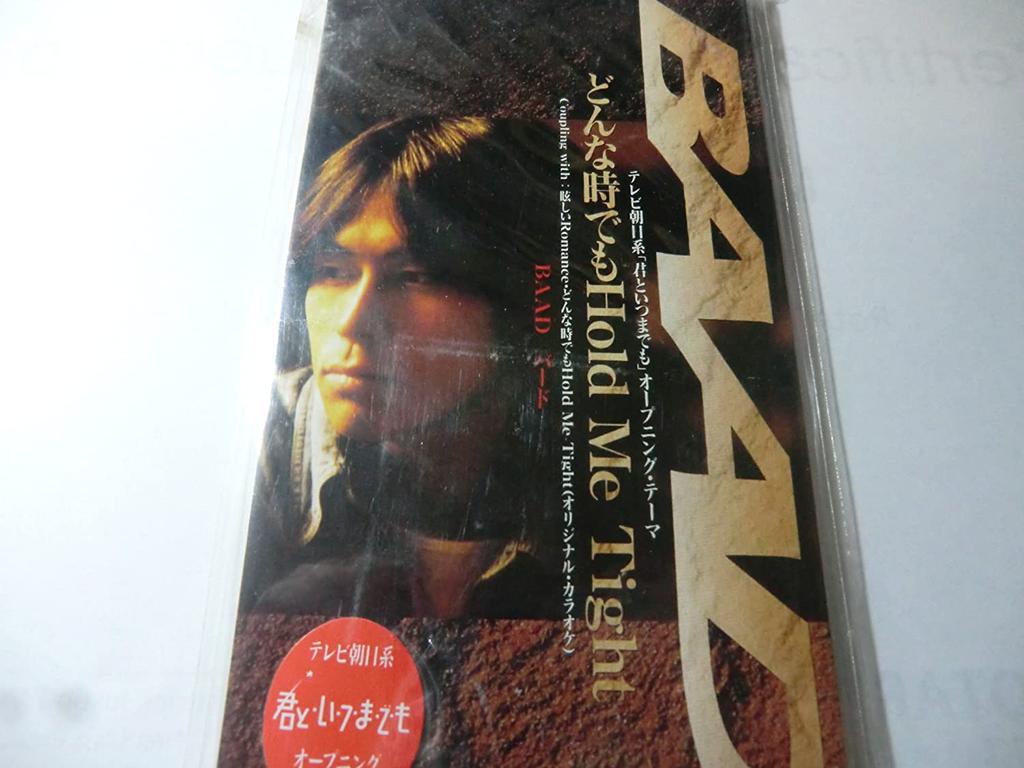 BAAD
テレビ朝日系「君といつまでも」オープニング・テーマ
どんな時でもHold Me Tight
Coupling with：眩しいRomance・どんな時でもHold Me Tight(オリジナル・カラオケ)
BAAD バード
テレビ朝日系
君と・い・つ・ま・で・も
オープニング